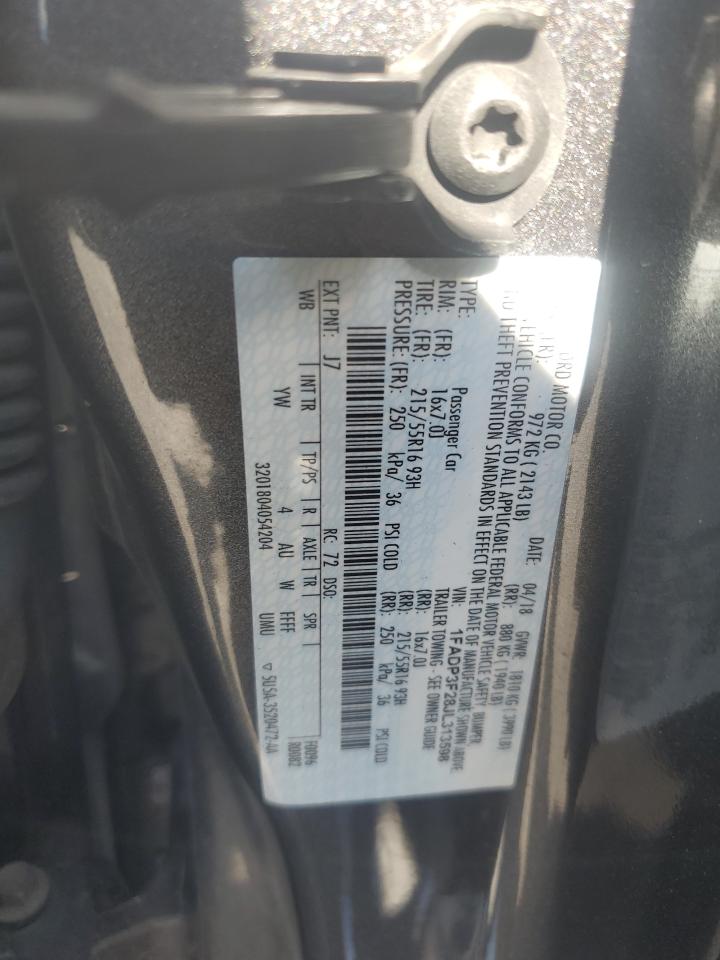 ORD MOTOR CO.
DATE: 04/18 GVWR: 1810 KG ( 3990 LB)
972 KG ( 2143 LB) (RR): 880 KG ( 1940 LB)
VEHICLE CONFORMS TO ALL APPLICABLE FEDERAL MOTOR VEHICLE SAFETY, BUMPER,
THEFT PREVENTION STANDARDS IN EFFECT ON THE DATE OF MANUFACTURE SHOWN ABOVE
VIN: 1FADP3F28JL313598
TYPE: Passenger Car TRAILER TOWING - SEE OWNER GUIDE
RIM: (FR): 16x7.0J (RR): 16x7.0J
TIRE: (FR): 215/55R16 93H (RR): 215/55R16 93H
PRESSURE: (FR): 250 kPa/ 36 PSI COLD (RR): 250 kPa/ 36 PSI COLD
EXT PNT: J7 RC: 72 DSO:
WB INT TR TP/PS R AXLE TR SPR F0096
YW 4 AU W FFFF R0082
3201804054204 UMU ▽ 5U5A-3520472-AA